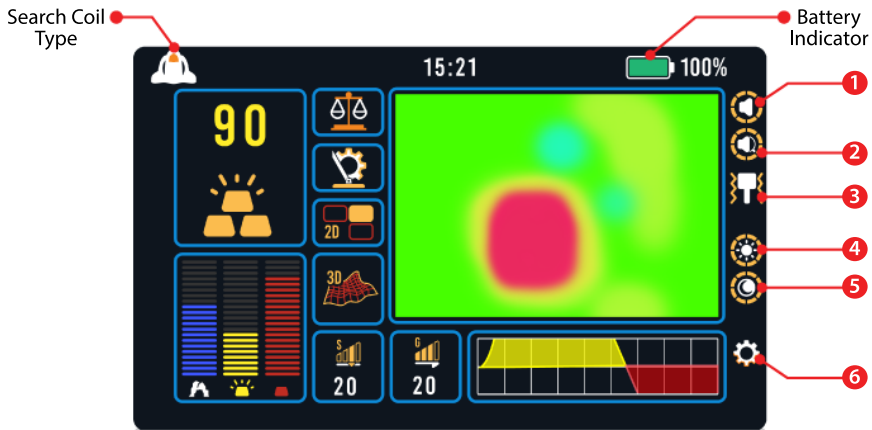 Search Coil
Type
Battery
Indicator
15:21
100%
90
2D
3D
S
20
G
20
1
2
3
4
5
6